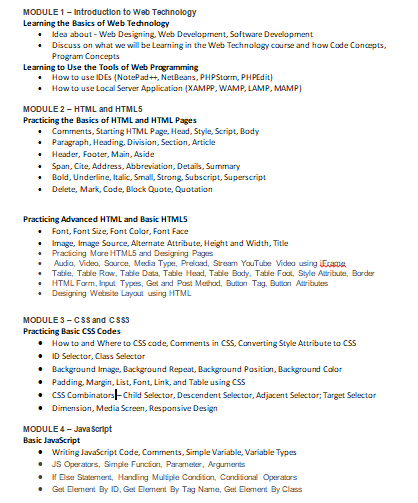 MODULE 1 – Introduction to Web Technology
Learning the Basics of Web Technology
• Idea about - Web Designing, Web Development, Software Development
• Discuss on what we will be Learning in the Web Technology course and how Code Concepts,
Program Concepts
Learning to Use the Tools of Web Programming
• How to use IDEs (NotePad++, NetBeans, PHPStorm, PHPEdit)
• How to use Local Server Application (XAMPP, WAMP, LAMP, MAMP)
MODULE 2 – HTML and HTML5
Practicing the Basics of HTML and HTML Pages
• Comments, Starting HTML Page, Head, Style, Script, Body
• Paragraph, Heading, Division, Section, Article
• Header, Footer, Main, Aside
• Span, Cite, Address, Abbreviation, Details, Summary
• Bold, Underline, Italic, Small, Strong, Subscript, Superscript
• Delete, Mark, Code, Block Quote, Quotation
Practicing Advanced HTML and Basic HTML5
• Font, Font Size, Font Color, Font Face
• Image, Image Source, Alternate Attribute, Height and Width, Title
• Practicing More HTML5 and Designing Pages
• Audio, Video, Source, Media Type, Preload, Stream YouTube Video using iFrame
• Table, Table Row, Table Data, Table Head, Table Body, Table Foot, Style Attribute, Border
• HTML Form, Input Types, Get and Post Method, Button Tag, Button Attributes
• Designing Website Layout using HTML
MODULE 3 – CSS and CSS3
Practicing Basic CSS Codes
• How to and Where to CSS code, Comments in CSS, Converting Style Attribute to CSS
• ID Selector, Class Selector
• Background Image, Background Repeat, Background Position, Background Color
• Padding, Margin, List, Font, Link, and Table using CSS
• CSS Combinators – Child Selector, Descendent Selector, Adjacent Selector; Target Selector
• Dimension, Media Screen, Responsive Design
MODULE 4 – JavaScript
Basic JavaScript
• Writing JavaScript Code, Comments, Simple Variable, Variable Types
• JS Operators, Simple Function, Parameter, Arguments
• If Else Statement, Handling Multiple Condition, Conditional Operators
• Get Element By ID, Get Element By Tag Name, Get Element By Class